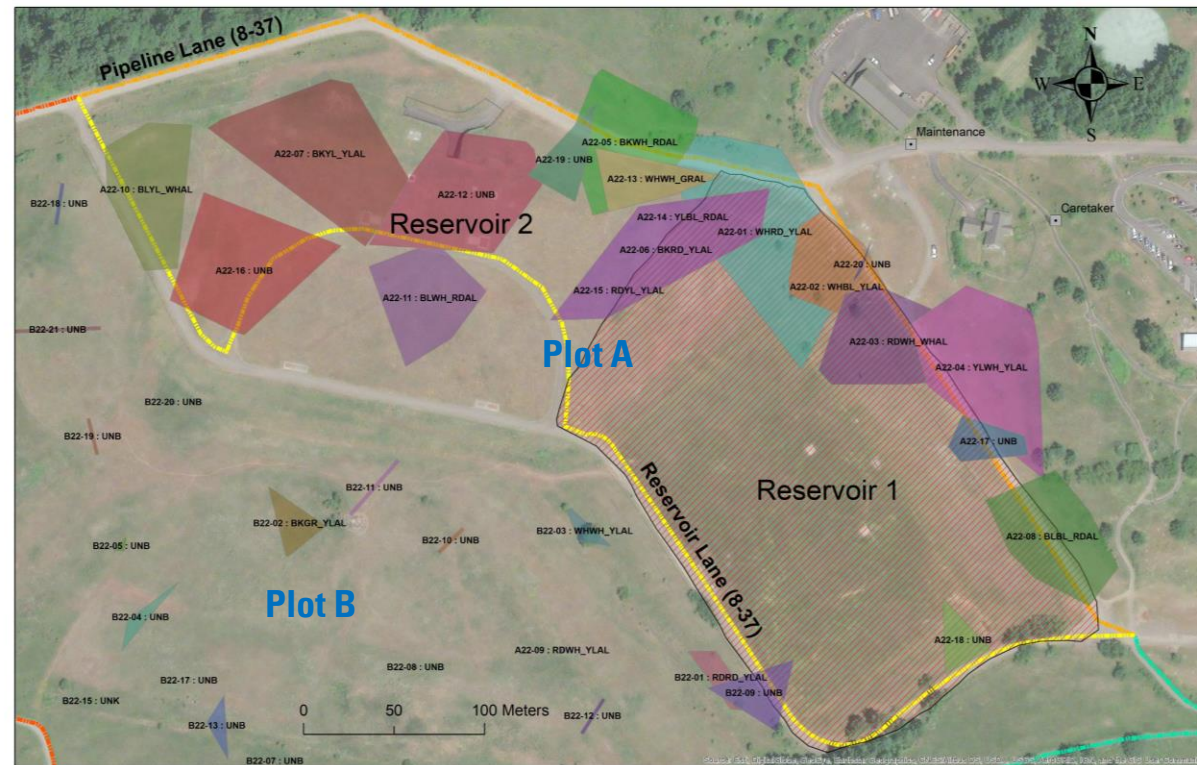 Pipeline Lane (8-37)
N
W
E
S
Maintenance
A22-07 : BKYL_YLAL
A22-05 : BKWH_RDAL
A22-19 : UNB
A22-13 : WHWH_GRAL
A22-10 : BLYL_WHAL
A22-12 : UNB
B22-18 : UNB
Caretaker
Reservoir 2
A22-14 : YLBL_RDAL
A22-01 : WHRD_YLAL
A22-06 : BKRD_YLAL
A22-20 : UNB
A22-16 : UNB
A22-02 : WHBL_YLAL
A22-15 : RDYL_YLAL
A22-11 : BLWH_RDAL
B22-21 : UNB
Plot A
A22-03 : RDWH_WHAL
A22-04 : YLWH_YLAL
B22-20 : UNB
B22-19 : UNB
A22-17 : UNB
B22-11 : UNB
Reservoir 1
B22-02 : BKGR_YLAL
B22-03 : WHWH_YLAL
A22-08 : BLBL_RDAL
B22-05 : UNB
B22-10 : UNB
Reservoir Lane (8-37)
Plot B
B22-04 : UNB
A22-18 : UNB
A22-09 : RDWH_YLAL
B22-08 : UNB
B22-17 : UNB
B22-01 : RDRD_YLAL
B22-09 : UNB
B22-15 : UNK
0 50 100 Meters
B22-12 : UNB
B22-13 : UNB
B22-07 : UNB